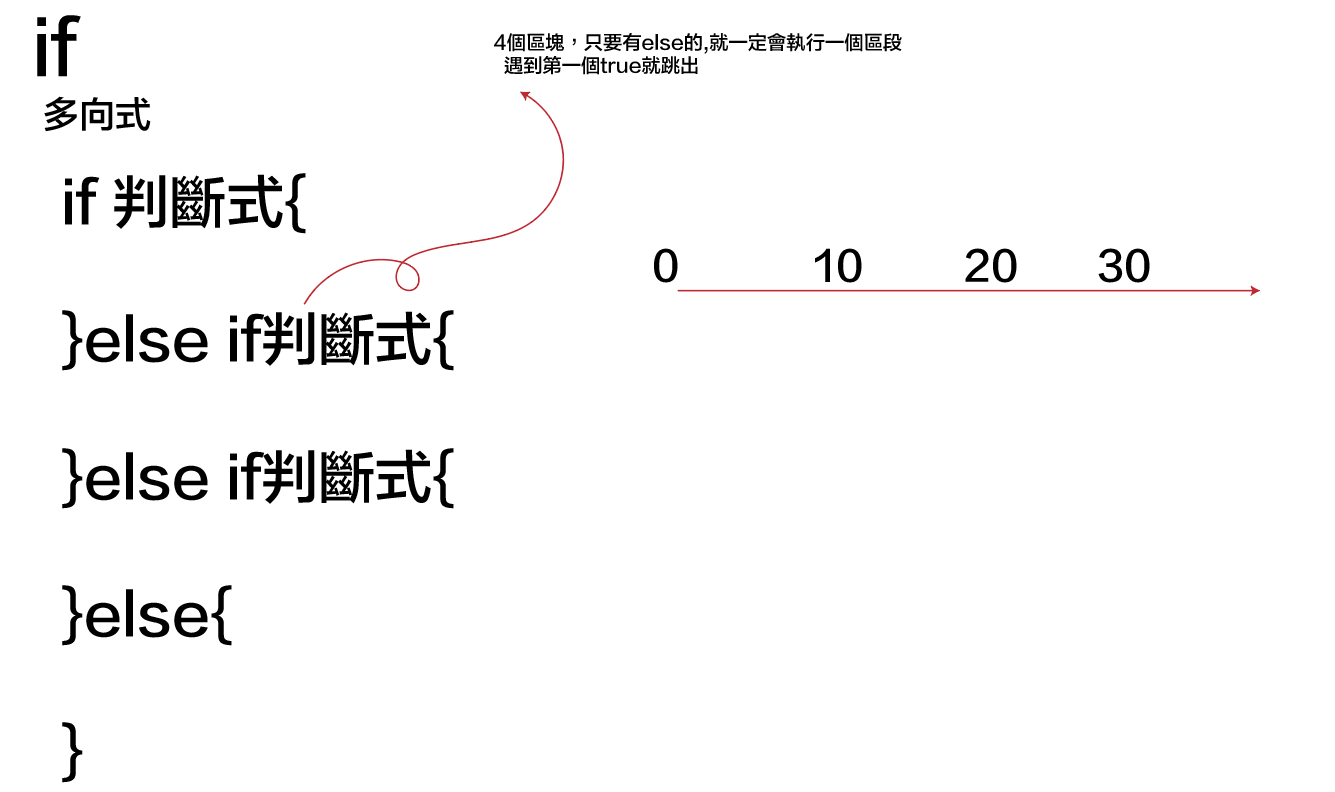 if
多向式
4個區塊，只要有else的,就一定會執行一個區段
遇到第一個true就跳出
if 判斷式{
}else if判斷式{
}else if判斷式{
}else{
}
0 10 20 30